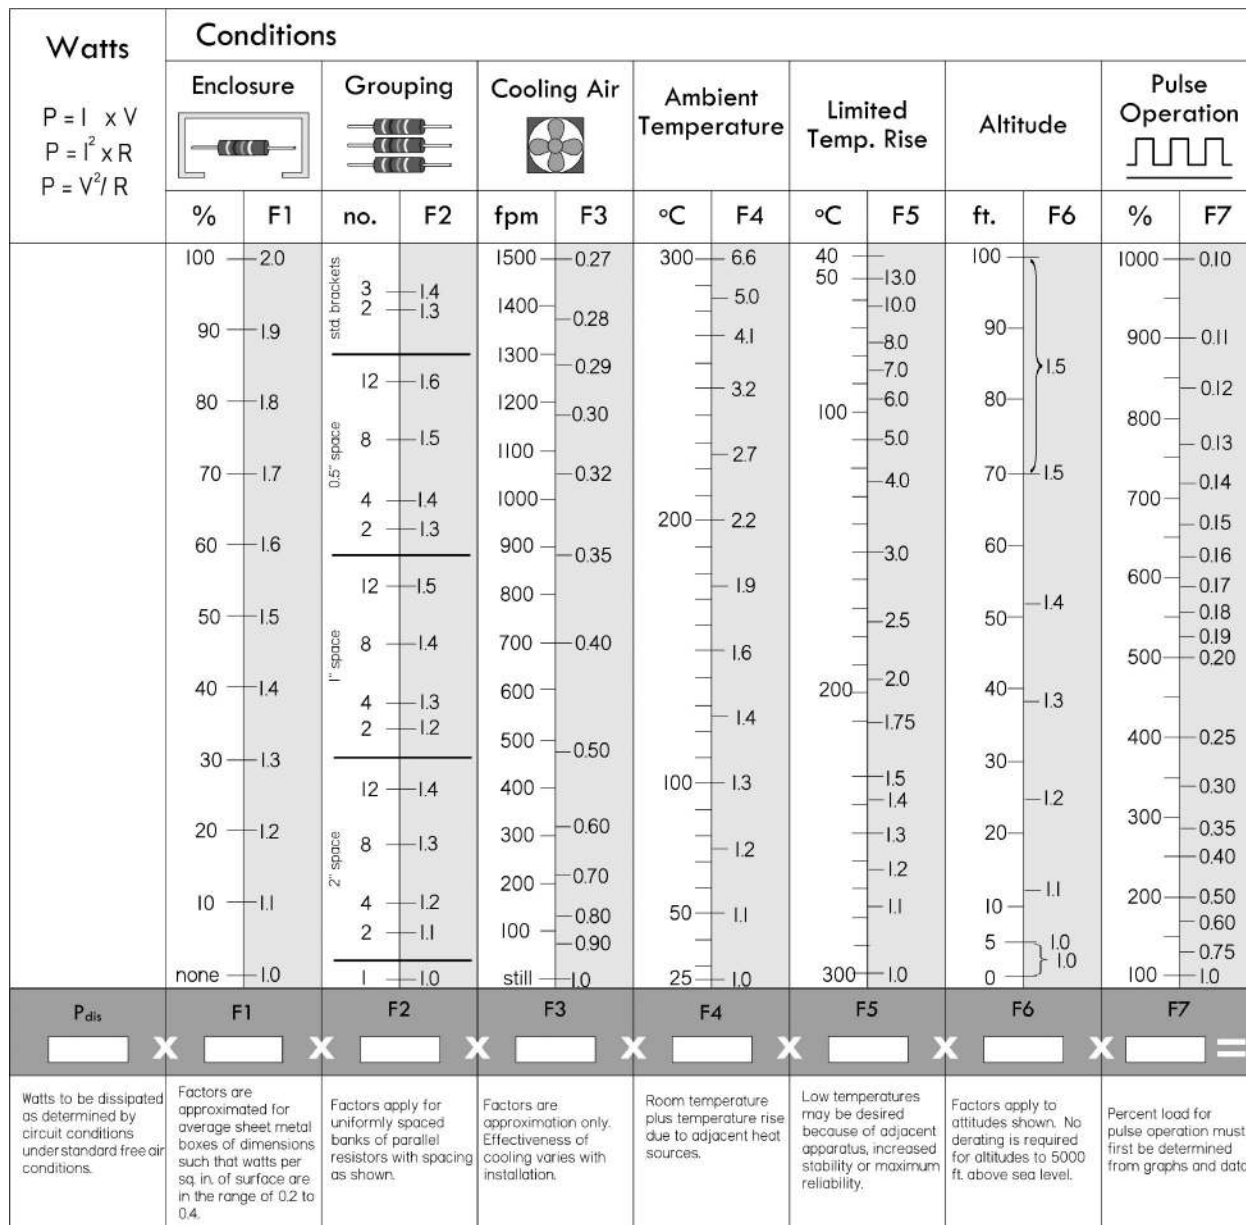 Watts
P = I x V
P = I² x R
P = V²/ R
Conditions
Enclosure
Grouping
Cooling Air
Ambient
Temperature
Limited
Temp. Rise
Altitude
Pulse
Operation
% F1
no. F2
fpm F3
°C F4
°C F5
ft. F6
% F7
100 2.0
90 1.9
80 1.8
70 1.7
60 1.6
50 1.5
40 1.4
30 1.3
20 1.2
10 1.1
none 1.0
std. brackets
3 1.4
2 1.3
0.5" space
12 1.6
8 1.5
4 1.4
2 1.3
1" space
12 1.5
8 1.4
4 1.3
2 1.2
2" space
12 1.4
8 1.3
4 1.2
2 1.1
1 1.0
1500 0.27
1400
0.28
1300
0.29
1200
0.30
1100
0.32
1000
900
0.35
800
700 0.40
600
500
0.50
400
300
0.60
200
0.70
0.80
100
0.90
still 1.0
300 6.6
5.0
4.1
3.2
2.7
200 2.2
1.9
1.6
1.4
100 1.3
1.2
50 1.1
25 1.0
40
50 13.0
10.0
8.0
7.0
6.0
100
5.0
4.0
3.0
2.5
2.0
200
1.75
1.5
1.4
1.3
1.2
1.1
300 1.0
100
90
1.5
80
70 1.5
60
1.4
50
40
1.3
30
1.2
20
1.1
10
5 1.0
1.0
0
1000 0.10
900 0.11
0.12
800
0.13
0.14
700
0.15
0.16
600
0.17
0.18
0.19
500 0.20
400 0.25
0.30
300
0.35
0.40
200 0.50
0.60
0.75
100 1.0
Pdis F1 F2 F3 F4 F5 F6 F7
X X X X X X X =
Watts to be dissipated
as determined by
circuit conditions
under standard free air
conditions.
Factors are
approximated for
average sheet metal
boxes of dimensions
such that watts per
sq. in. of surface are
in the range of 0.2 to
0.4.
Factors apply for
uniformly spaced
banks of parallel
resistors with spacing
as shown.
Factors are
approximation only.
Effectiveness of
cooling varies with
installation.
Room temperature
plus temperature rise
due to adjacent heat
sources.
Low temperatures
may be desired
because of adjacent
apparatus, increased
stability or maximum
reliability.
Factors apply to
attitudes shown. No
derating is required
for altitudes to 5000
ft. above sea level.
Percent load for
pulse operation must
first be determined
from graphs and data